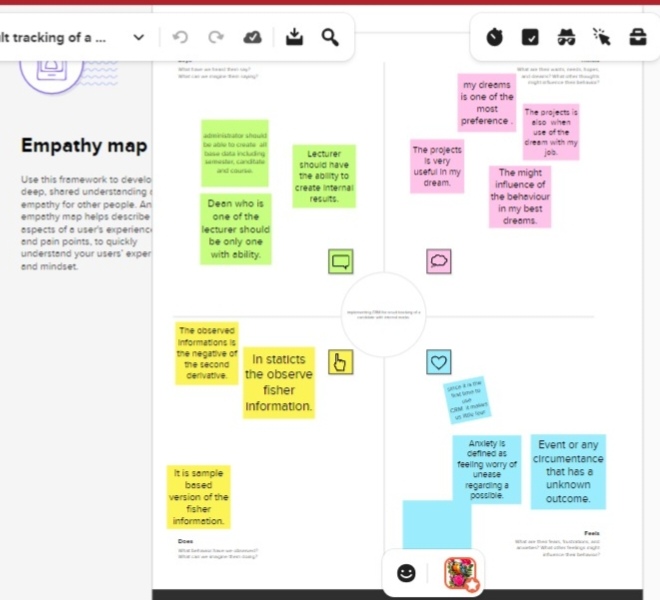 lt tracking of a ...
Empathy map
Use this framework to develo
deep, shared understanding
empathy for other people. An
empathy map helps describe
aspects of a user's experience
and pain points, to quickly
understand your users' exper
and mindset.
What have we heard them say?
What can we imagine them saying?
administrator should
be able to create all
base data including
semester, canditate
and course.
Lecturer
should have
the ability to
create internal
results.
Dean who is
one of the
lecturer should
be only one
with ability.
What are their wants, needs, hopes,
and dreams? What other thoughts
might influence their behavior?
my dreams
is one of the
most
preference .
The projects is
also when
use of the
dream with my
job.
The projects
is very
useful in my
dream.
The might
influence of
the behaviour
in my best
dreams.
The observed
informations is
the negative of
the second
derivative.
In staticts
the observe
fisher
information.
It is sample
based
version of the
fisher
information.
since it is the
first time to
use
Anxiety is
defined as
feeling worry of
unease
regarding a
possible.
Event or any
circumentance
that has a
unknown
outcome.
Does
What behavior have we observed?
What can we imagine them doing?
Feels
What are their fears, frustrations, and
anxieties? What other feelings might
influence their behavior?